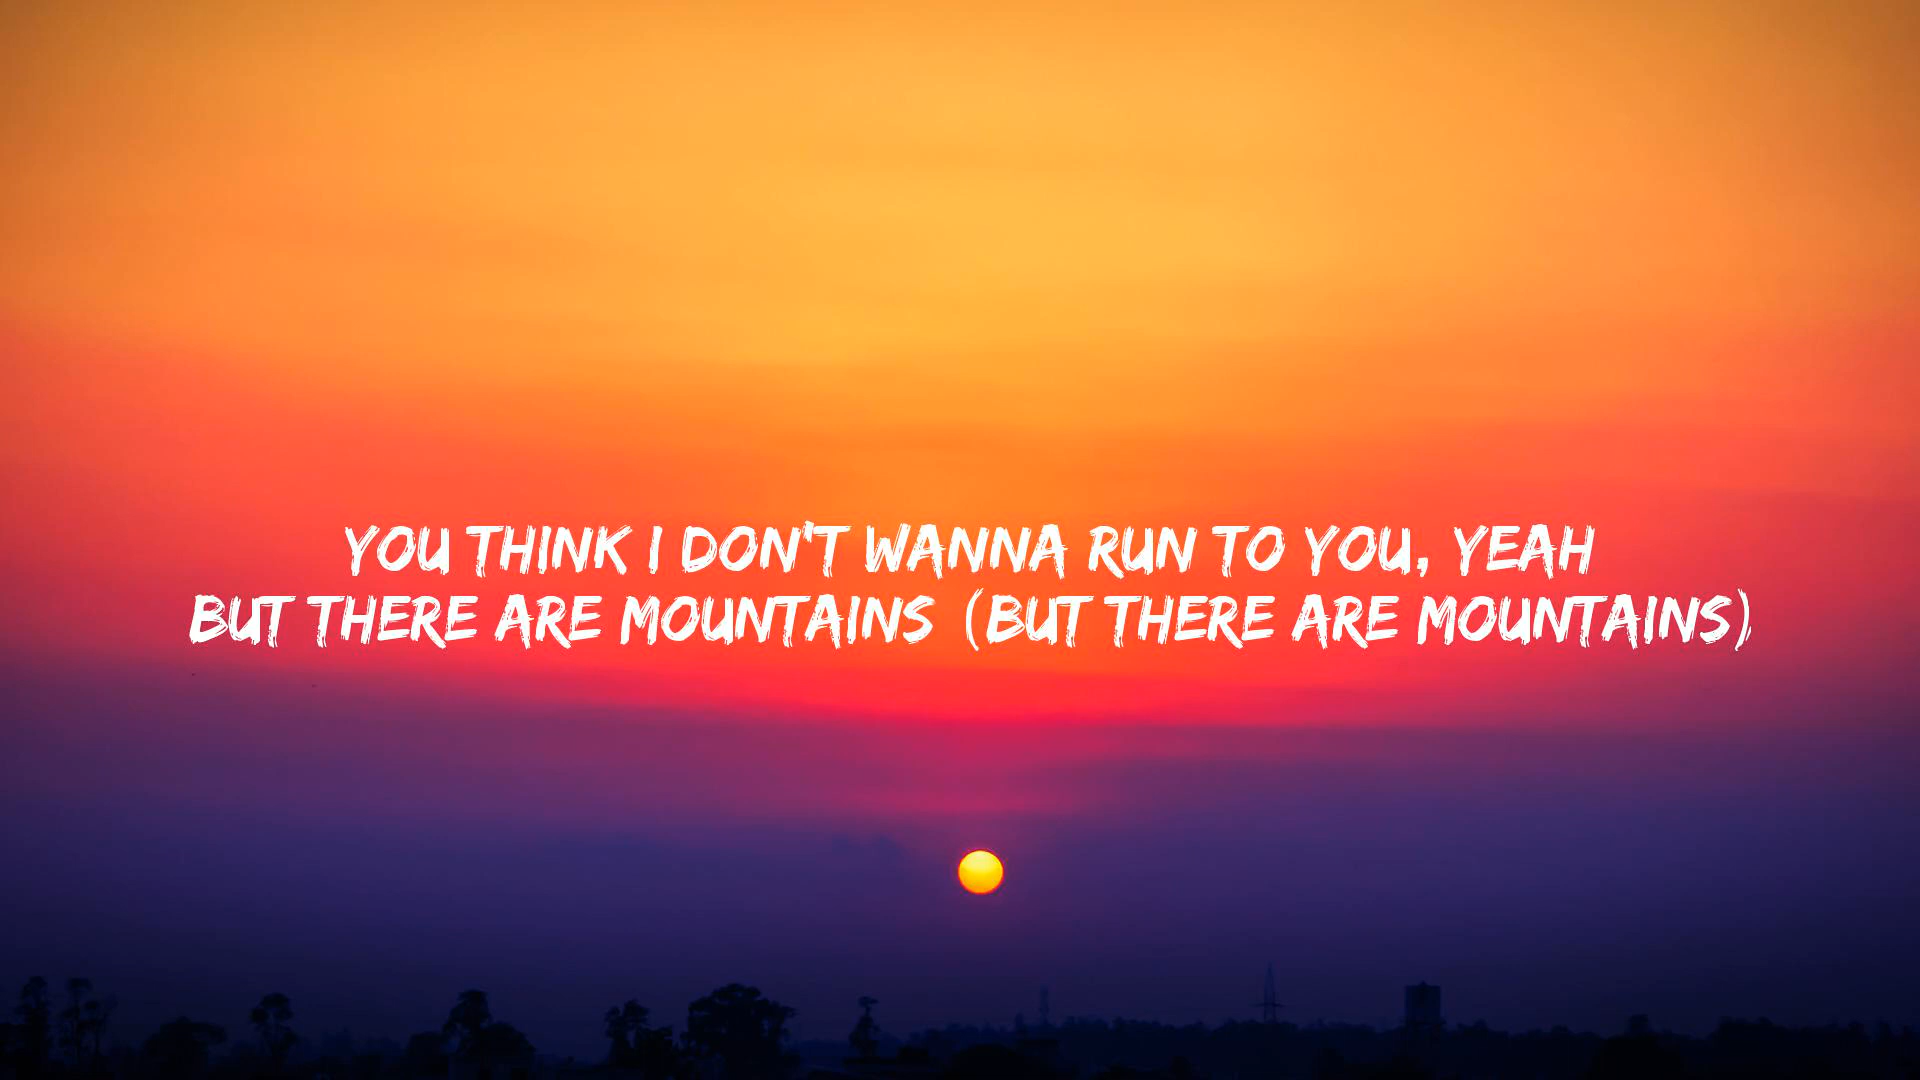 YOU THINK I DON'T WANNA RUN TO YOU, YEAH
BUT THERE ARE MOUNTAINS (BUT THERE ARE MOUNTAINS)